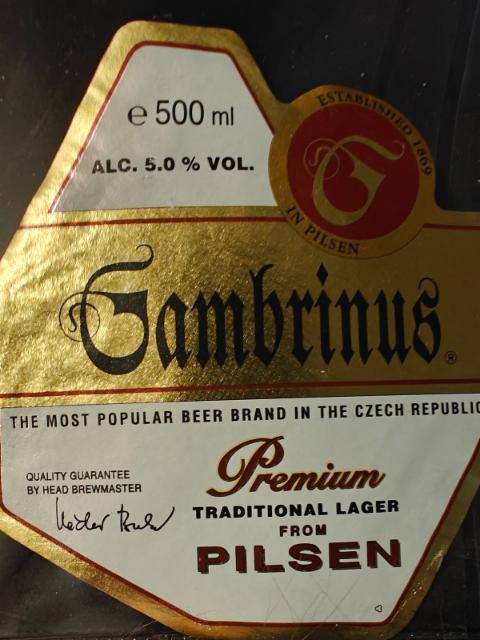 ℮ 500 ml
ALC. 5.0 % VOL.
ESTABLISHED 1869
G
IN PILSEN
Gambrinus®
THE MOST POPULAR BEER BRAND IN THE CZECH REPUBLIC
QUALITY GUARANTEE
BY HEAD BREWMASTER
Premium
TRADITIONAL LAGER
FROM
PILSEN